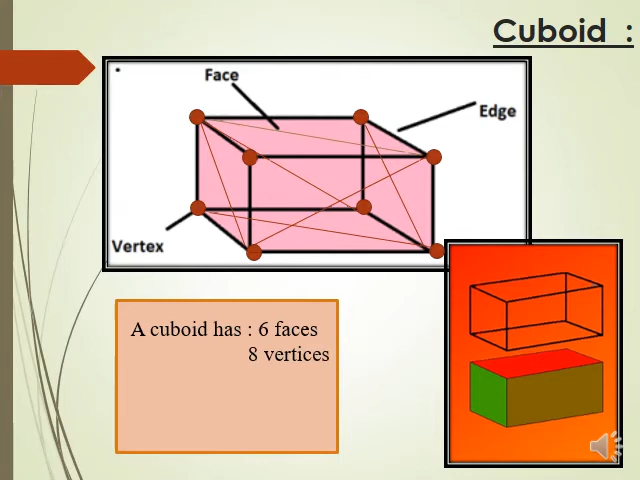 Cuboid :
Face
Edge
Vertex
A cuboid has : 6 faces
8 vertices